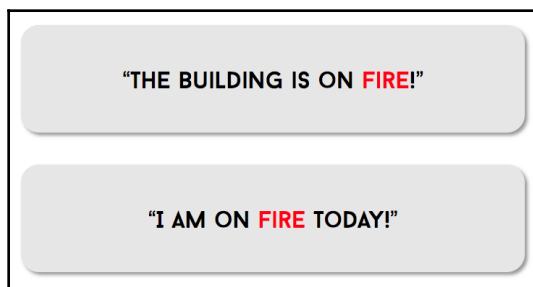 “THE BUILDING IS ON FIRE!”
“I AM ON FIRE TODAY!”